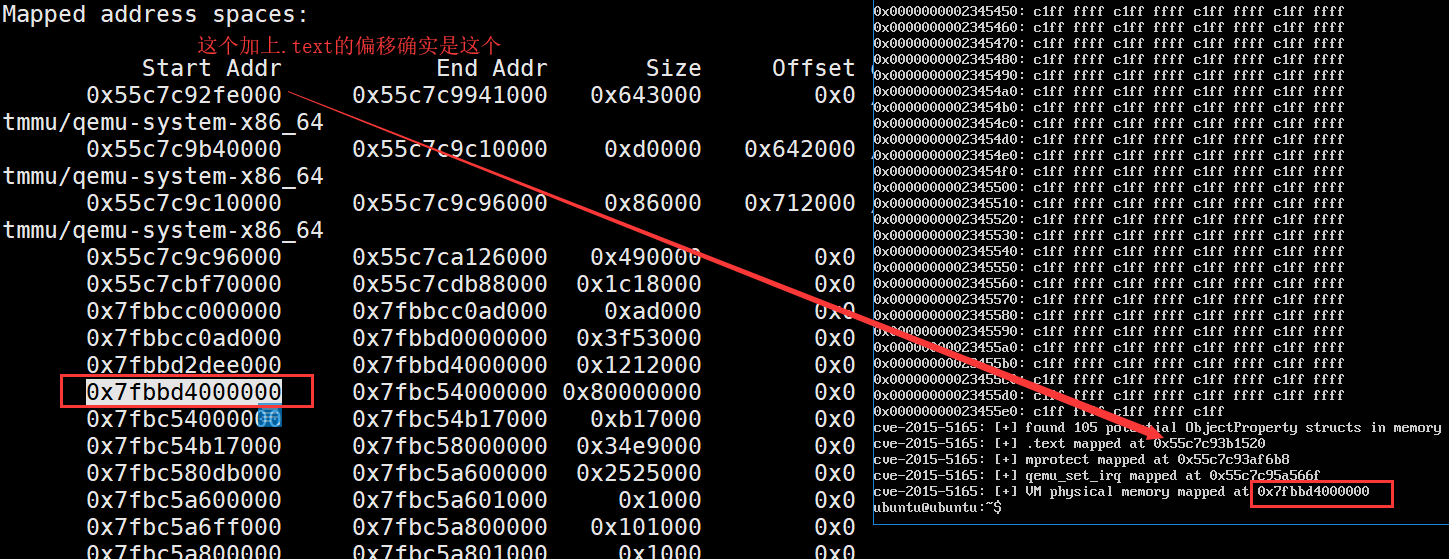 Mapped address spaces:
这个加上.text的偏移确实是这个
Start Addr End Addr Size Offset
0x55c7c92fe000 0x55c7c9941000 0x643000 0x0
tmmu/qemu-system-x86_64
0x55c7c9b40000 0x55c7c9c10000 0xd0000 0x642000
tmmu/qemu-system-x86_64
0x55c7c9c10000 0x55c7c9c96000 0x86000 0x712000
tmmu/qemu-system-x86_64
0x55c7c9c96000 0x55c7ca126000 0x490000 0x0
0x55c7cbf70000 0x55c7cdb88000 0x1c18000 0x0
0x7fbbcc000000 0x7fbbcc0ad000 0xad000 0x0
0x7fbbcc0ad000 0x7fbbd0000000 0x3f53000 0x0
0x7fbbd2dee000 0x7fbbd4000000 0x1212000 0x0
0x7fbbd4000000 0x7fbc54000000 0x80000000 0x0
0x7fbc54000000 0x7fbc54b17000 0xb17000 0x0
0x7fbc54b17000 0x7fbc58000000 0x34e9000 0x0
0x7fbc580db000 0x7fbc5a600000 0x2525000 0x0
0x7fbc5a600000 0x7fbc5a601000 0x1000 0x0
0x7fbc5a6ff000 0x7fbc5a800000 0x101000 0x0
0x7fbc5a800000 0x7fbc5a801000 0x1000 0x0
0x0000000002345450: c1ff ffff c1ff ffff c1ff ffff c1ff ffff
0x0000000002345460: c1ff ffff c1ff ffff c1ff ffff c1ff ffff
0x0000000002345470: c1ff ffff c1ff ffff c1ff ffff c1ff ffff
0x0000000002345480: c1ff ffff c1ff ffff c1ff ffff c1ff ffff
0x0000000002345490: c1ff ffff c1ff ffff c1ff ffff c1ff ffff
0x00000000023454a0: c1ff ffff c1ff ffff c1ff ffff c1ff ffff
0x00000000023454b0: c1ff ffff c1ff ffff c1ff ffff c1ff ffff
0x00000000023454c0: c1ff ffff c1ff ffff c1ff ffff c1ff ffff
0x00000000023454d0: c1ff ffff c1ff ffff c1ff ffff c1ff ffff
0x00000000023454e0: c1ff ffff c1ff ffff c1ff ffff c1ff ffff
0x00000000023454f0: c1ff ffff c1ff ffff c1ff ffff c1ff ffff
0x0000000002345500: c1ff ffff c1ff ffff c1ff ffff c1ff ffff
0x0000000002345510: c1ff ffff c1ff ffff c1ff ffff c1ff ffff
0x0000000002345520: c1ff ffff c1ff ffff c1ff ffff c1ff ffff
0x0000000002345530: c1ff ffff c1ff ffff c1ff ffff c1ff ffff
0x0000000002345540: c1ff ffff c1ff ffff c1ff ffff c1ff ffff
0x0000000002345550: c1ff ffff c1ff ffff c1ff ffff c1ff ffff
0x0000000002345560: c1ff ffff c1ff ffff c1ff ffff c1ff ffff
0x0000000002345570: c1ff ffff c1ff ffff c1ff ffff c1ff ffff
0x0000000002345580: c1ff ffff c1ff ffff c1ff ffff c1ff ffff
0x0000000002345590: c1ff ffff c1ff ffff c1ff ffff c1ff ffff
0x00000000023455a0: c1ff ffff c1ff ffff c1ff ffff c1ff ffff
0x00000000023455b0: c1ff ffff c1ff ffff c1ff ffff c1ff ffff
0x00000000023455c0: c1ff ffff c1ff ffff c1ff ffff c1ff ffff
0x00000000023455d0: c1ff ffff c1ff ffff c1ff ffff c1ff ffff
0x00000000023455e0: c1ff ffff ffff c1ff
cve-2015-5165: [+] found 105 potential ObjectProperty structs in memory
cve-2015-5165: [+] .text mapped at 0x55c7c93b1520
cve-2015-5165: [+] mprotect mapped at 0x55c7c93af6b8
cve-2015-5165: [+] qemu_set_irq mapped at 0x55c7c95a566f
cve-2015-5165: [+] VM physical memory mapped at 0x7fbbd4000000
ubuntu@ubuntu:~$